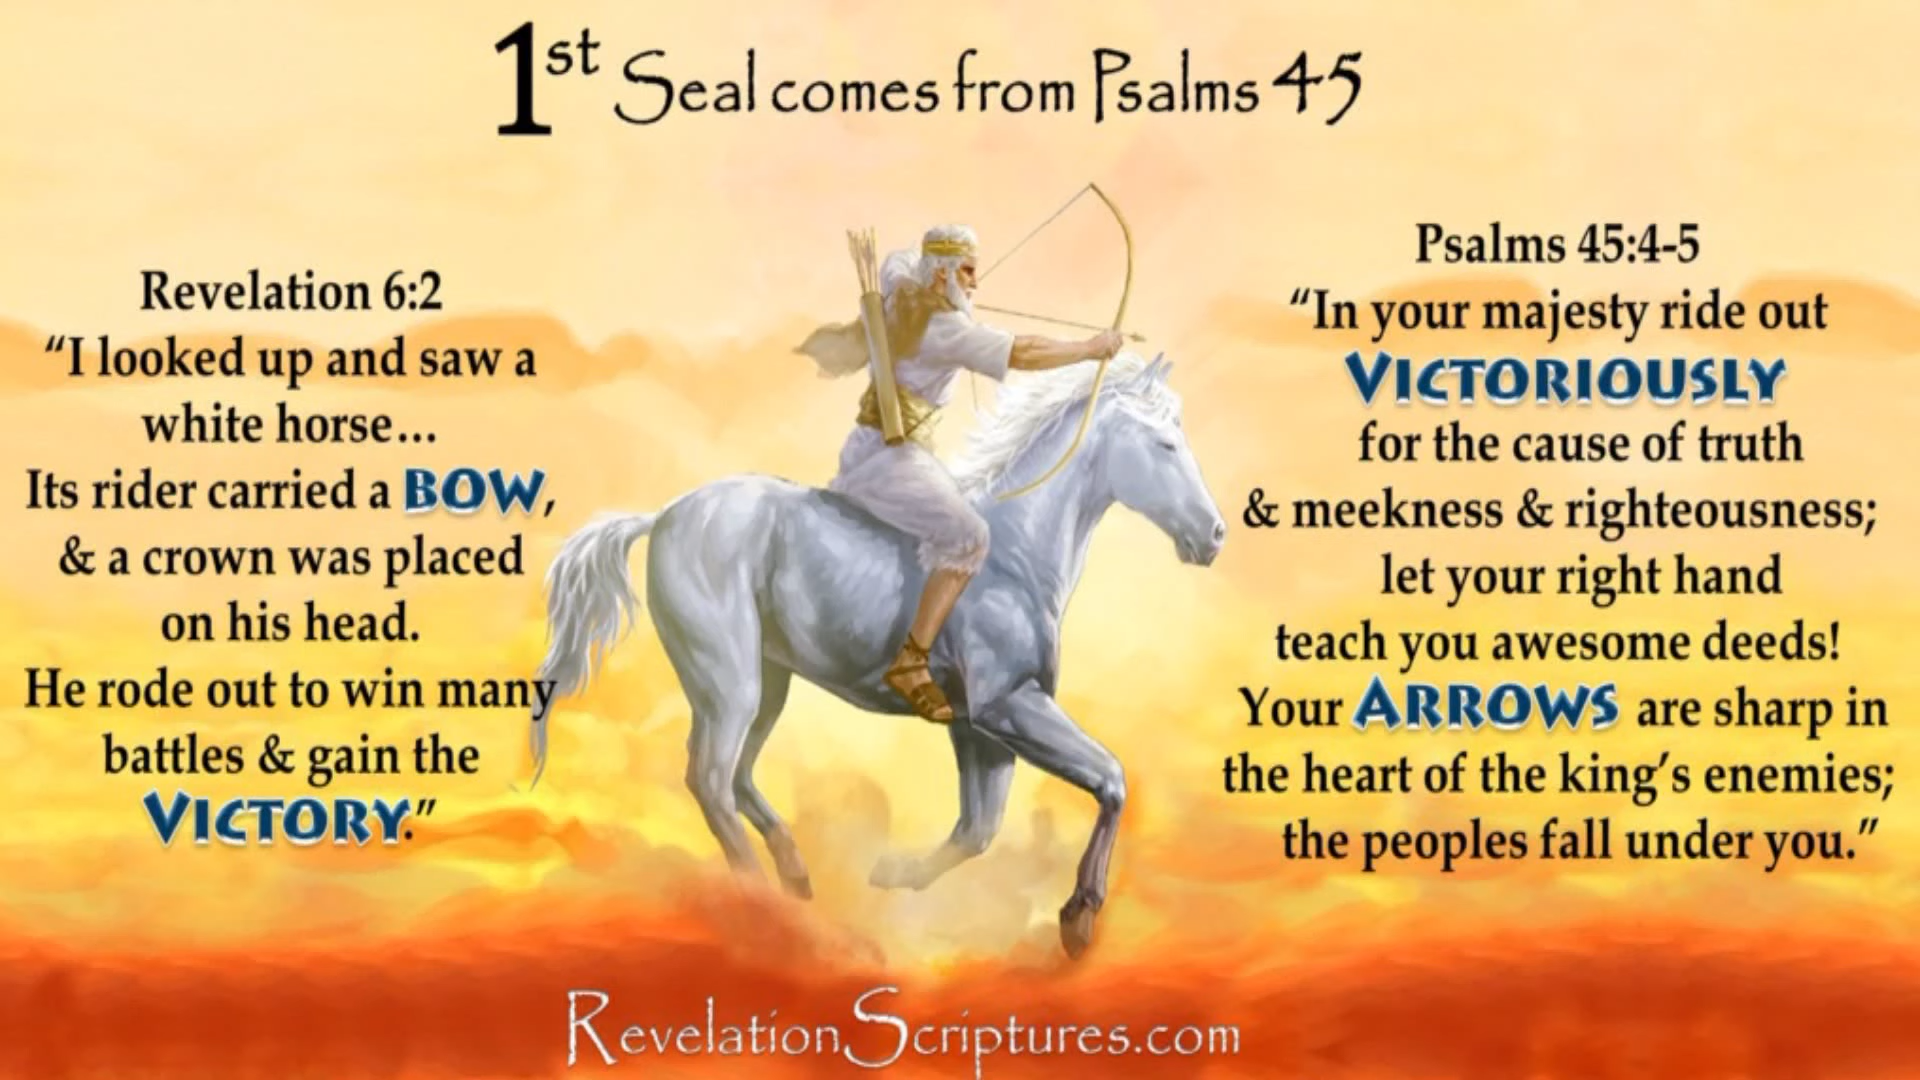 1st Seal comes from Psalms 45
Revelation 6:2
“I looked up and saw a
white horse...
Its rider carried a BOW,
& a crown was placed
on his head.
He rode out to win many
battles & gain the
VICTORY.”
Psalms 45:4-5
“In your majesty ride out
VICTORIOUSLY
for the cause of truth
& meekness & righteousness;
let your right hand
teach you awesome deeds!
Your ARROWS are sharp in
the heart of the king’s enemies;
the peoples fall under you.”
RevelationScriptures.com